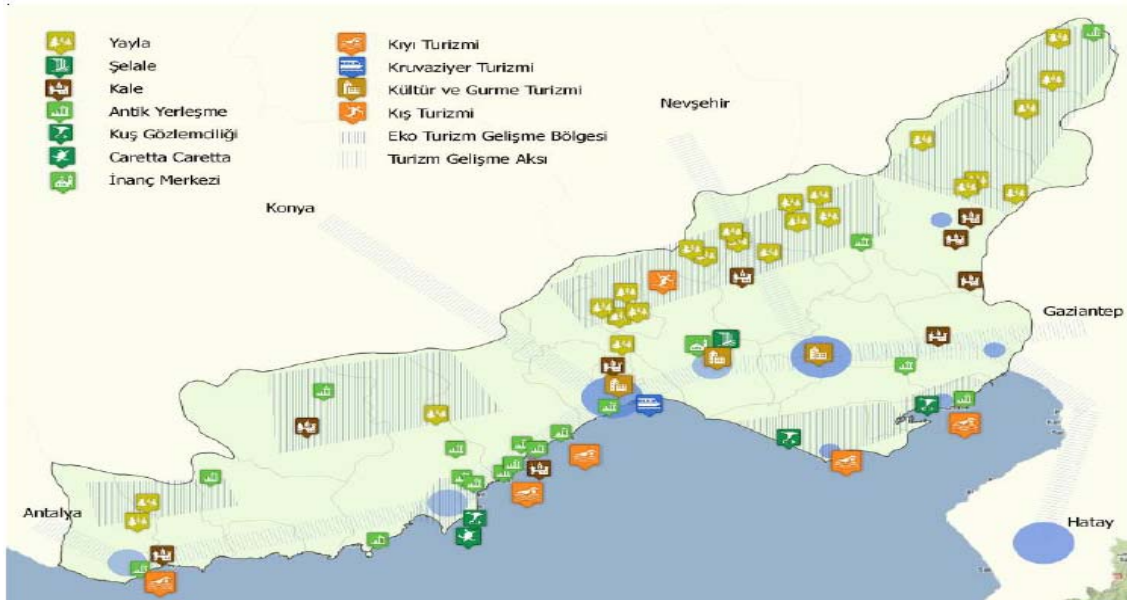 Yayla
Şelale
Kale
Antik Yerleşme
Kuş Gözlemciliği
Caretta Caretta
İnanç Merkezi
Kıyı Turizmi
Kruvaziyer Turizmi
Kültür ve Gurme Turizmi
Kış Turizmi
Eko Turizm Gelişme Bölgesi
Turizm Gelişme Aksı
Nevşehir
Konya
Gaziantep
Antalya
Hatay